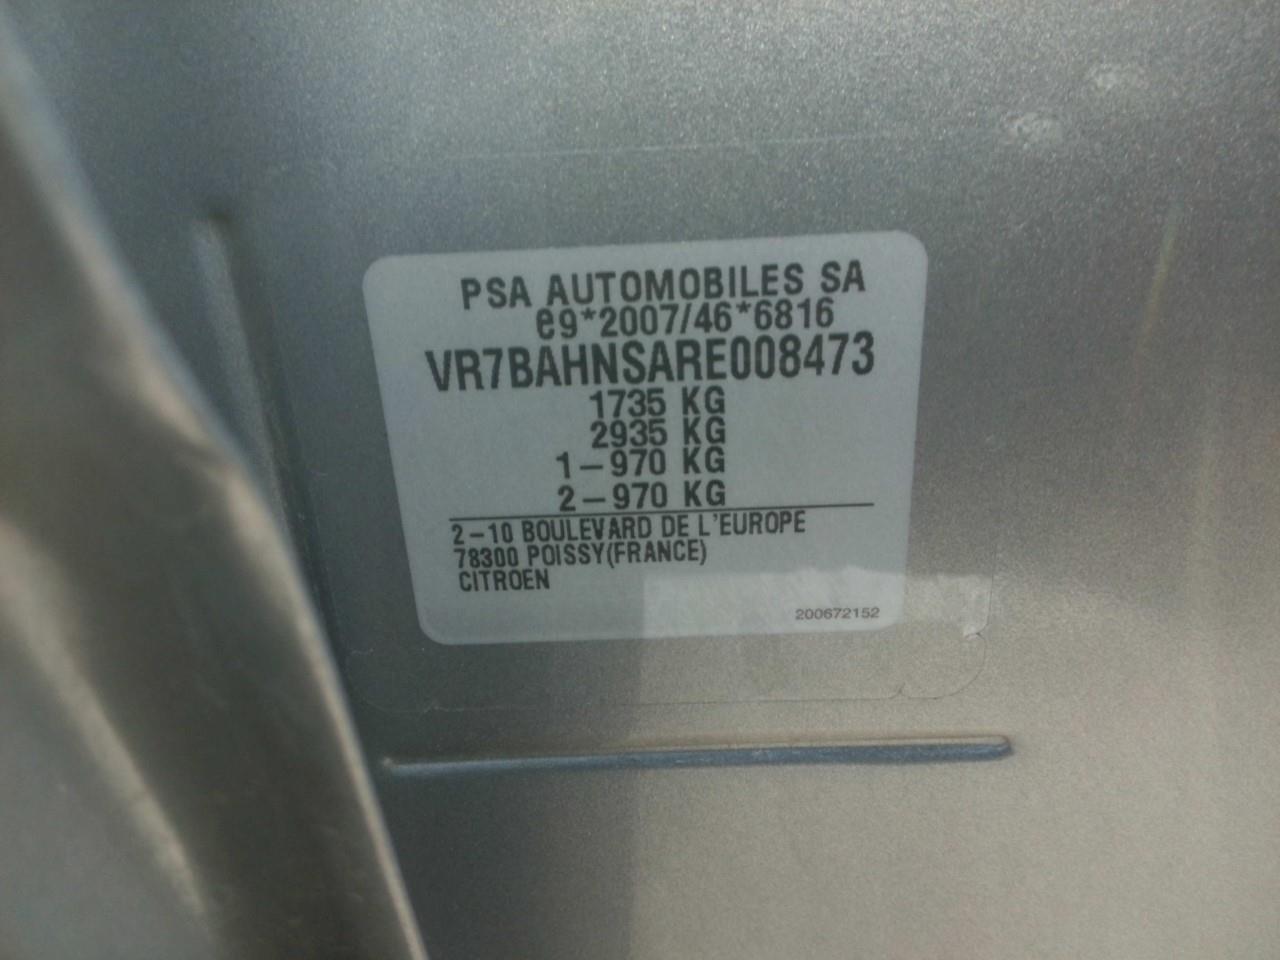 PSA AUTOMOBILES SA
e9*2007/46*6816
VR7BAHNSARE008473
1735 KG
2935 KG
1-970 KG
2-970 KG
2-10 BOULEVARD DE L'EUROPE
78300 POISSY(FRANCE)
CITROEN
200672152